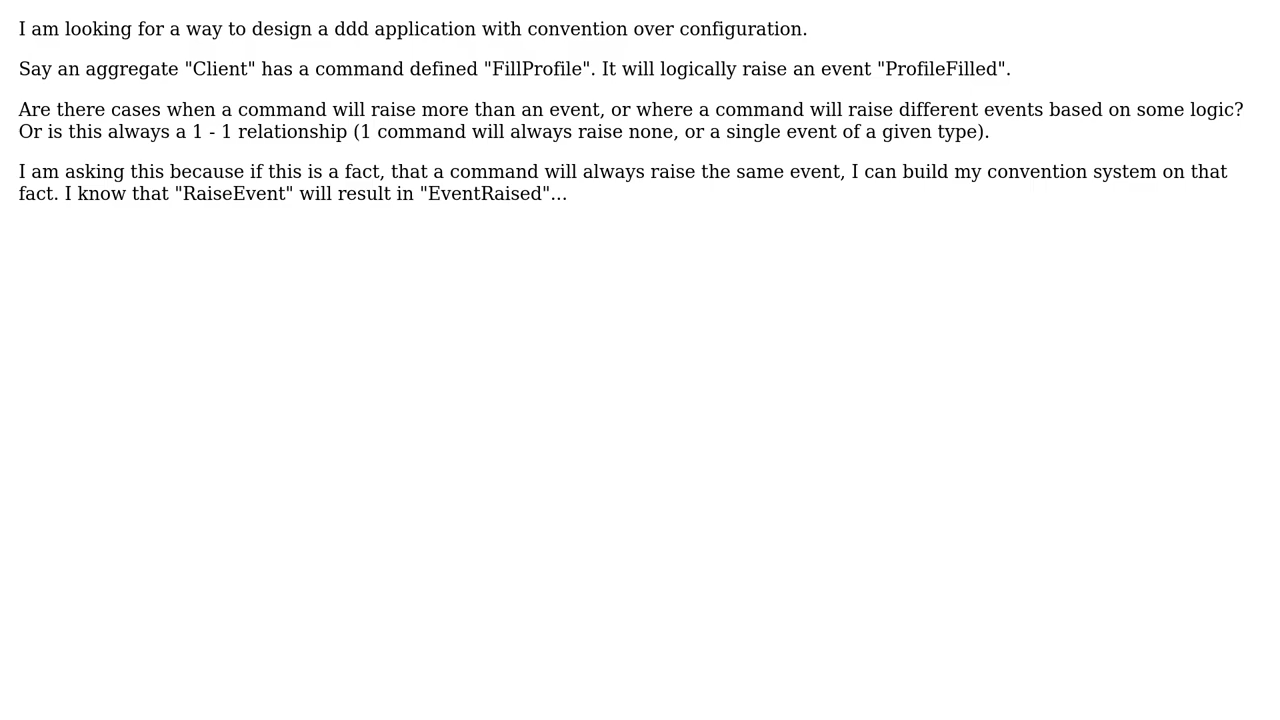 I am looking for a way to design a ddd application with convention over configuration.
Say an aggregate "Client" has a command defined "FillProfile". It will logically raise an event "ProfileFilled".
Are there cases when a command will raise more than an event, or where a command will raise different events based on some logic?
Or is this always a 1 - 1 relationship (1 command will always raise none, or a single event of a given type).
I am asking this because if this is a fact, that a command will always raise the same event, I can build my convention system on that
fact. I know that "RaiseEvent" will result in "EventRaised"...